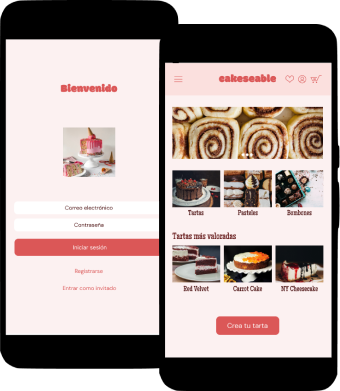 Bienvenido
Correo electrónico
Contraseña
Iniciar sesión
Registrarse
Entrar como invitado
cakeseable
Tartas Pasteles Bombones
Tartas más valoradas
Red Velvet Carrot Cake NY Cheesecake
Crea tu tarta